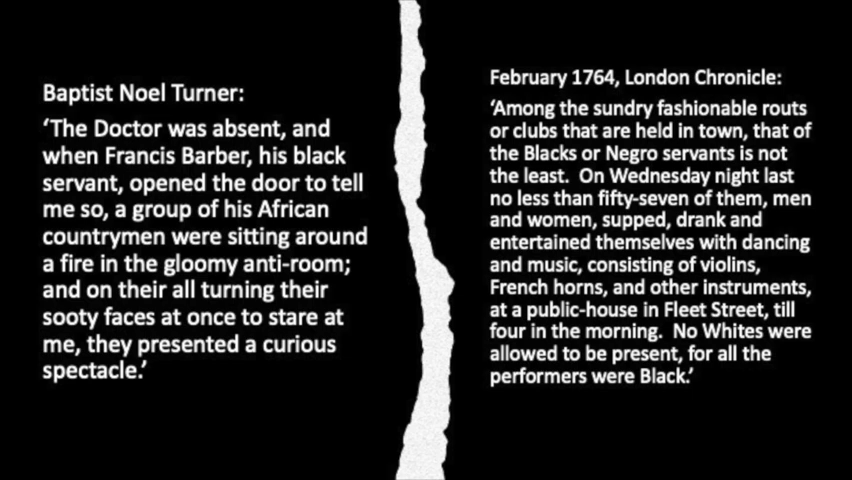 Baptist Noel Turner:
‘The Doctor was absent, and
when Francis Barber, his black
servant, opened the door to tell
me so, a group of his African
countrymen were sitting around
a fire in the gloomy anti-room;
and on their all turning their
sooty faces at once to stare at
me, they presented a curious
spectacle.’
February 1764, London Chronicle:
‘Among the sundry fashionable routs
or clubs that are held in town, that of
the Blacks or Negro servants is not
the least.  On Wednesday night last
no less than fifty-seven of them, men
and women, supped, drank and
entertained themselves with dancing
and music, consisting of violins,
French horns, and other instruments,
at a public-house in Fleet Street, till
four in the morning.  No Whites were
allowed to be present, for all the
performers were Black.’